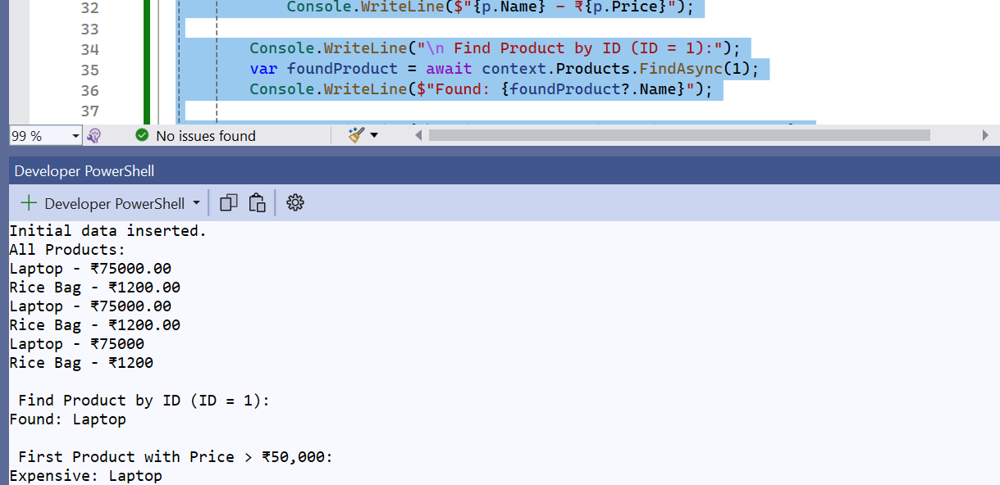 32 Console.WriteLine($"{p.Name} - ₹{p.Price}");
33
34 Console.WriteLine("\n Find Product by ID (ID = 1):");
35 var foundProduct = await context.Products.FindAsync(1);
36 Console.WriteLine($"Found: {foundProduct?.Name}");
37
99 % No issues found
Developer PowerShell
Developer PowerShell
Initial data inserted.
All Products:
Laptop - ₹75000.00
Rice Bag - ₹1200.00
Laptop - ₹75000.00
Rice Bag - ₹1200.00
Laptop - ₹75000
Rice Bag - ₹1200
Find Product by ID (ID = 1):
Found: Laptop
First Product with Price > ₹50,000:
Expensive: Laptop